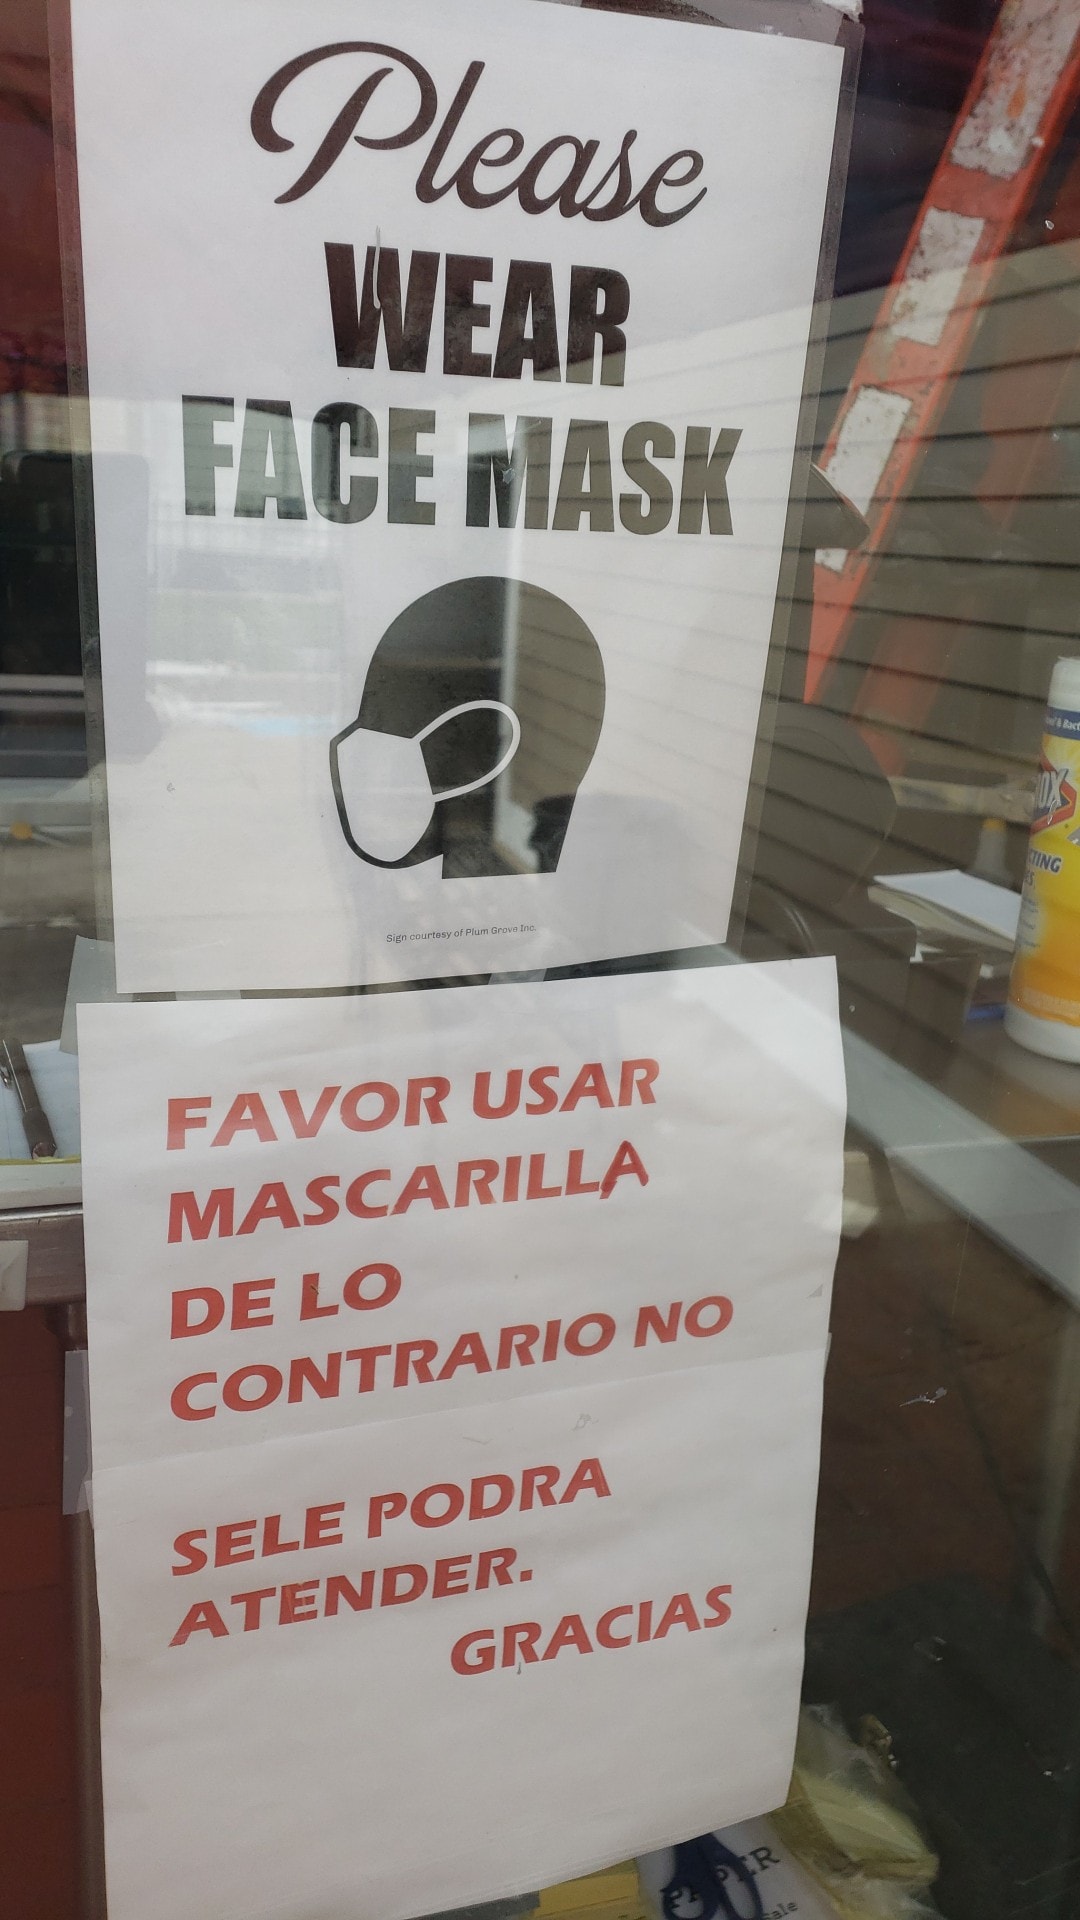 Please
WEAR
FACE MASK
Sign courtesy of Plum Grove Inc.
FAVOR USAR
MASCARILLA
DE LO
CONTRARIO NO
SELE PODRA
ATENDER.
GRACIAS